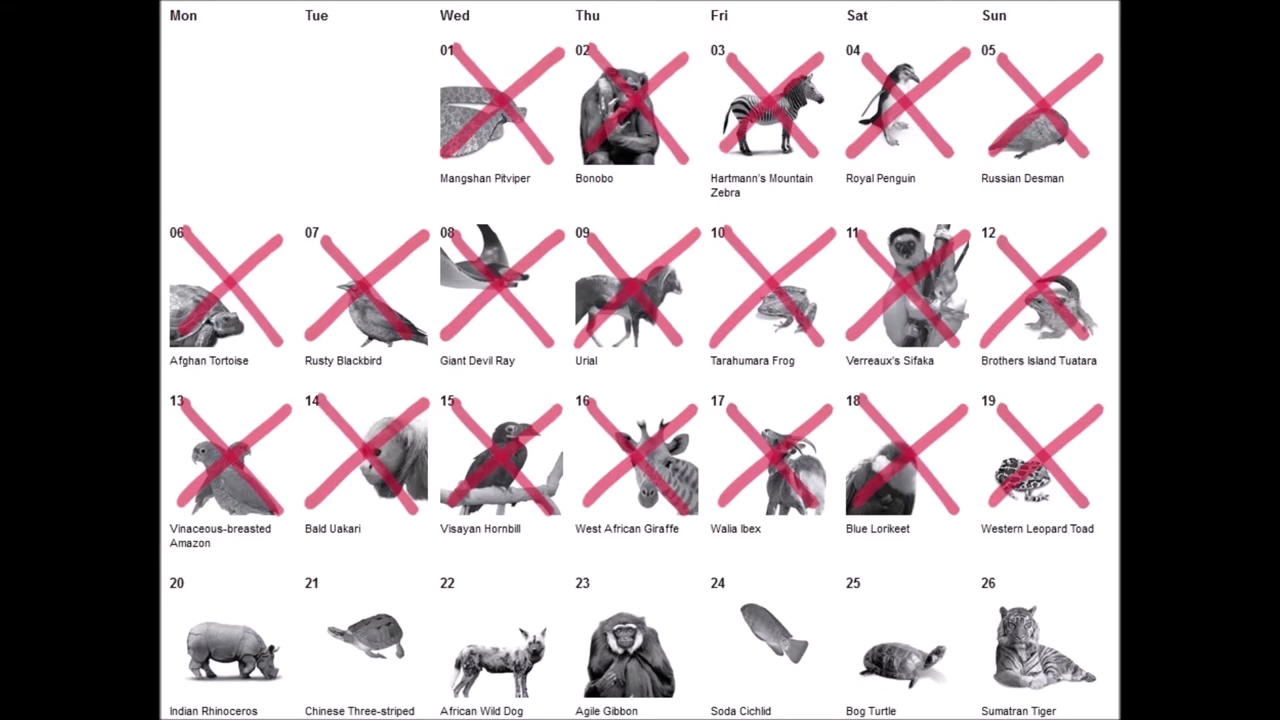 Mon Tue Wed Thu Fri Sat Sun
01 02 03 04 05
Mangshan Pitviper Bonobo Hartmann's Mountain Royal Penguin Russian Desman
Zebra
06 07 08 09 10 11 12
Afghan Tortoise Rusty Blackbird Giant Devil Ray Urial Tarahumara Frog Verreaux's Sifaka Brothers Island Tuatara
13 14 15 16 17 18 19
Vinaceous-breasted Bald Uakari Visayan Hornbill West African Giraffe Walia Ibex Blue Lorikeet Western Leopard Toad
Amazon
20 21 22 23 24 25 26
Indian Rhinoceros Chinese Three-striped African Wild Dog Agile Gibbon Soda Cichlid Bog Turtle Sumatran Tiger